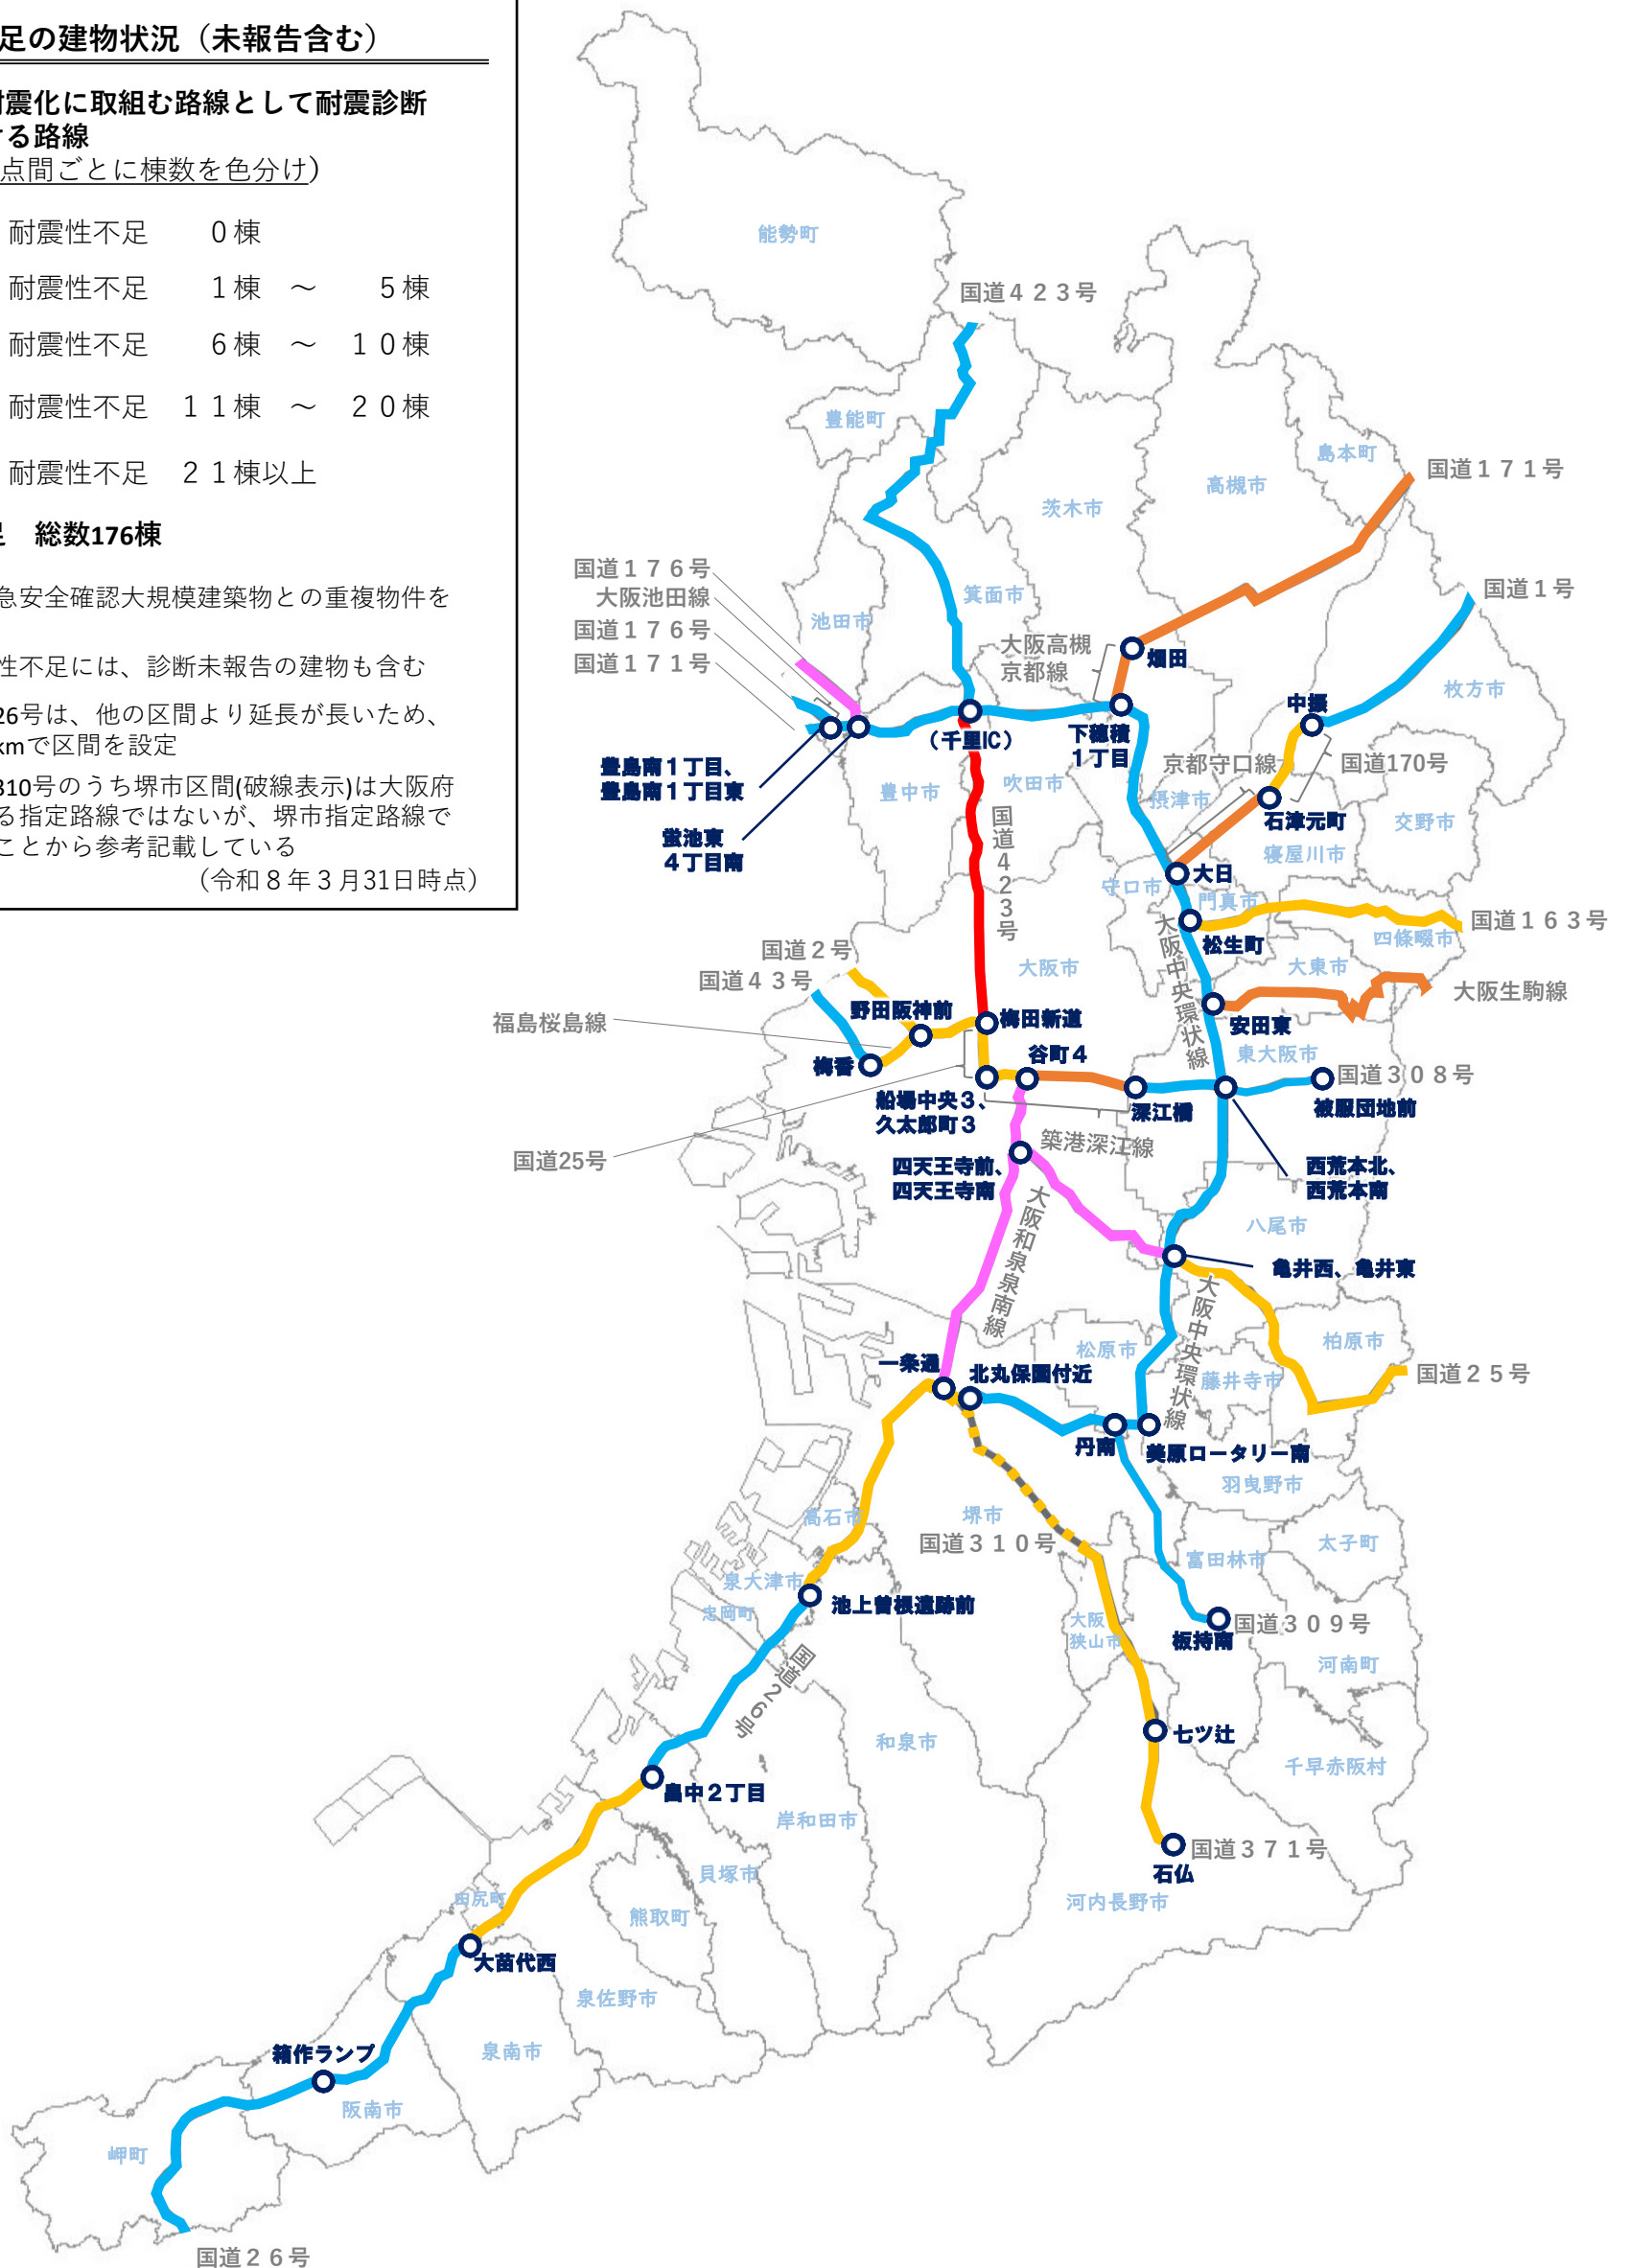 足の建物状況（未報告含む）
耐震化に取組む路線として耐震診断
ける路線
点間ごとに棟数を色分け）
耐震性不足　０棟
耐震性不足　１棟　～　５棟
耐震性不足　６棟　～　１０棟
耐震性不足　１１棟　～　２０棟
耐震性不足　２１棟以上
足　総数176棟
急安全確認大規模建築物との重複物件を
性不足には、診断未報告の建物も含む
26号は、他の区間より延長が長いため、
kmで区間を設定
310号のうち堺市区間(破線表示)は大阪府
る指定路線ではないが、堺市指定路線で
ことから参考記載している
（令和８年３月31日時点）
能勢町
国道４２３号
豊能町
島本町
国道１７１号
高槻市
茨木市
国道１７６号
大阪池田線
国道１７６号
国道１７１号
池田市
箕面市
国道１号
大阪高槻
京都線
畑田
枚方市
中振
（千里IC）
下穂積
１丁目
豊島南１丁目、
豊島南１丁目東
京都守口線
国道170号
豊中市
吹田市
摂津市
石津元町
交野市
蛍池東
４丁目南
国道４２３号
寝屋川市
大日
守口市
門真市
国道１６３号
松生町
四條畷市
国道２号
国道４３号
大阪市
大阪中央環状線
大東市
大阪生駒線
野田阪神前
梅田新道
安田東
福島桜島線
谷町４
東大阪市
梅香
国道３０８号
船場中央３、
久太郎町３
深江橋
被服団地前
築港深江線
国道25号
四天王寺前、
四天王寺南
西荒本北、
西荒本南
大阪和泉泉南線
八尾市
亀井西、亀井東
大阪中央環状線
松原市
柏原市
一条通
北丸保園付近
藤井寺市
国道２５号
丹南
美原ロータリー南
羽曳野市
高石市
堺市
国道３１０号
太子町
富田林市
泉大津市
忠岡町
池上曽根遺跡前
大阪
狭山市
国道３０９号
板持南
国道２６号
河南町
和泉市
七ツ辻
千早赤阪村
畠中２丁目
岸和田市
国道３７１号
貝塚市
石仏
田尻町
熊取町
河内長野市
大苗代西
泉佐野市
箱作ランプ
泉南市
阪南市
岬町
国道２６号